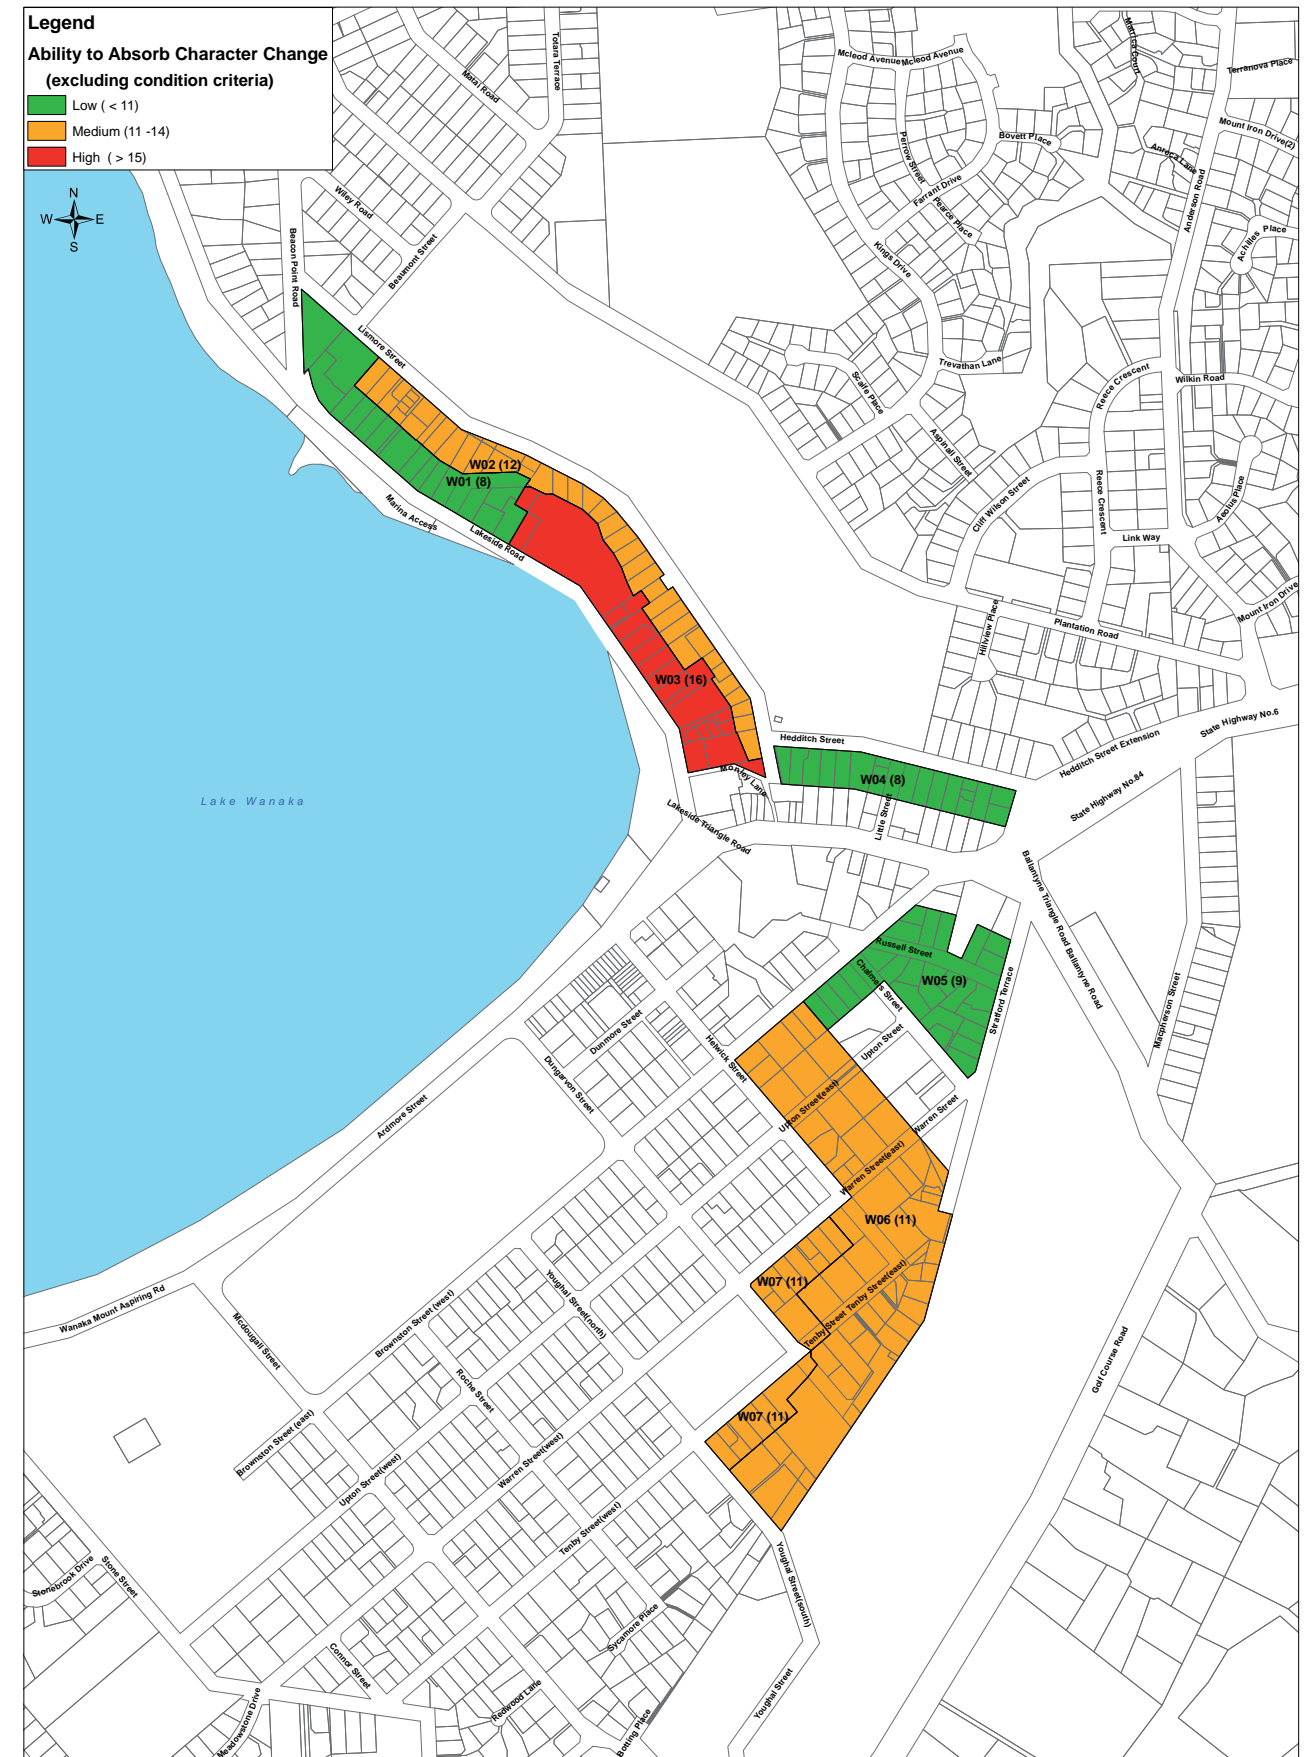 Legend
Ability to Absorb Character Change
(excluding condition criteria)
Low ( < 11)
Medium (11 -14)
High ( > 15)
N
W
E
S
Totara Terrace
Matai Road
Wiley Road
Beaumont Street
Beacon Point Road
Lismore Street
Mcleod Avenue
Mcleod Avenue
Matrica Court
Terranova Place
Mount Iron Drive(2)
Bovett Place
Perrow Street
Anreca Lane
Anderson Road
Farrant Drive
Pearce Place
Kings Drive
Achilles Place
Trevathan Lane
Scaife Place
Reece Crescent
Wilkin Road
Aspinall Street
Cliff Wilson Street
Reece Crescent
Aeolus Place
Link Way
Mount Iron Drive
Hillview Place
Plantation Road
W02 (12)
W01 (8)
Marina Access
Lakeside Road
W03 (16)
Hedditch Street
State Highway No.6
Hedditch Street Extension
W04 (8)
State Highway No.84
Monley Lane
Little Street
Lakeside Triangle Road
Lake Wanaka
Ballantyne Triangle Road
Ballantyne Road
Russell Street
Chalmers Street
W05 (9)
Stratford Terrace
Macpherson Street
Dunmore Street
Helwick Street
Upton Street
Dungarvon Street
Upton Street(east)
Ardmore Street
Warren Street
Warren Street(east)
W06 (11)
W07 (11)
Tenby Street
Tenby Street(east)
Youghal Street(north)
Wanaka Mount Aspiring Rd
Mcdougall Street
Brownston Street (west)
Golf Course Road
Roche Street
W07 (11)
Brownston Street (east)
Upton Street(west)
Warren Street(west)
Tenby Street(west)
Stonebrook Drive
Stone Street
Youghal Street(south)
Sycamore Place
Connor Street
Redwood Lane
Meadowstone Drive
Botting Place
Youghal Street